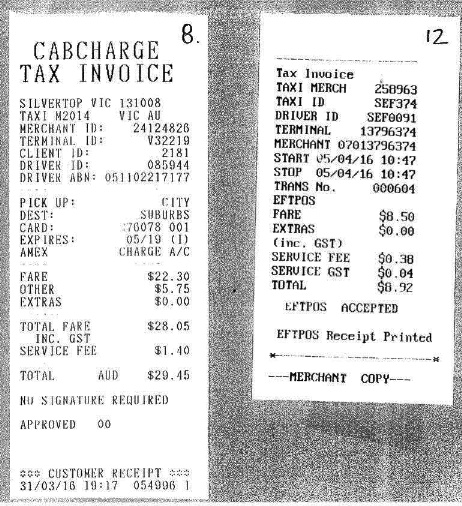 8.
CABCHARGE
TAX INVOICE
SILVERTOP VIC 131008
TAXI N2014 VIC AU
MERCHANT ID: 24124826
TERMINAL ID: V32219
CLIENT ID: 2181
DRIVER ID: 085944
DRIVER ABN: 051102217177
----
PICK UP: CITY
DEST: SUBURBS
CARD: 376078 001
EXPIRES: 05/19 (I)
AMEX CHARGE A/C
----
FARE $22.30
OTHER $5.75
EXTRAS $0.00
----
TOTAL FARE $28.05
INC. GST
SERVICE FEE $1.40
TOTAL AUD $29.45
NO SIGNATURE REQUIRED
APPROVED 00
*** CUSTOMER RECEIPT ***
31/03/16 19:17 054996 1
12
--------------------
Tax Invoice
TAXI MERCH 258963
TAXI ID SEF374
DRIVER ID SEF0091
TERMINAL 13796374
MERCHANT 07013796374
START 05/04/16 10:47
STOP 05/04/16 10:47
TRANS No. 000604
EFTPOS
FARE $8.50
EXTRAS $0.00
(inc. GST)
SERVICE FEE $0.38
SERVICE GST $0.04
TOTAL $8.92
EFTPOS ACCEPTED
EFTPOS Receipt Printed
*----------------------*
---MERCHANT COPY---